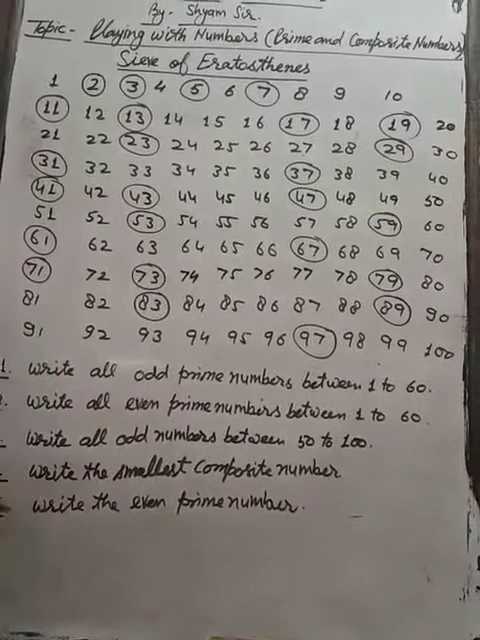 By. Shyam Sir.
Topic - Playing with Numbers (Prime and Composite Numbers)
Sieve of Eratosthenes
1 2 3 4 5 6 7 8 9 10
11 12 13 14 15 16 17 18 19 20
21 22 23 24 25 26 27 28 29 30
31 32 33 34 35 36 37 38 39 40
41 42 43 44 45 46 47 48 49 50
51 52 53 54 55 56 57 58 59 60
61 62 63 64 65 66 67 68 69 70
71 72 73 74 75 76 77 78 79 80
81 82 83 84 85 86 87 88 89 90
91 92 93 94 95 96 97 98 99 100
1. write all odd prime numbers between 1 to 60.
write all even prime numbers between 1 to 60.
write all odd numbers between 50 to 100.
write the smallest composite number
write the even prime number.